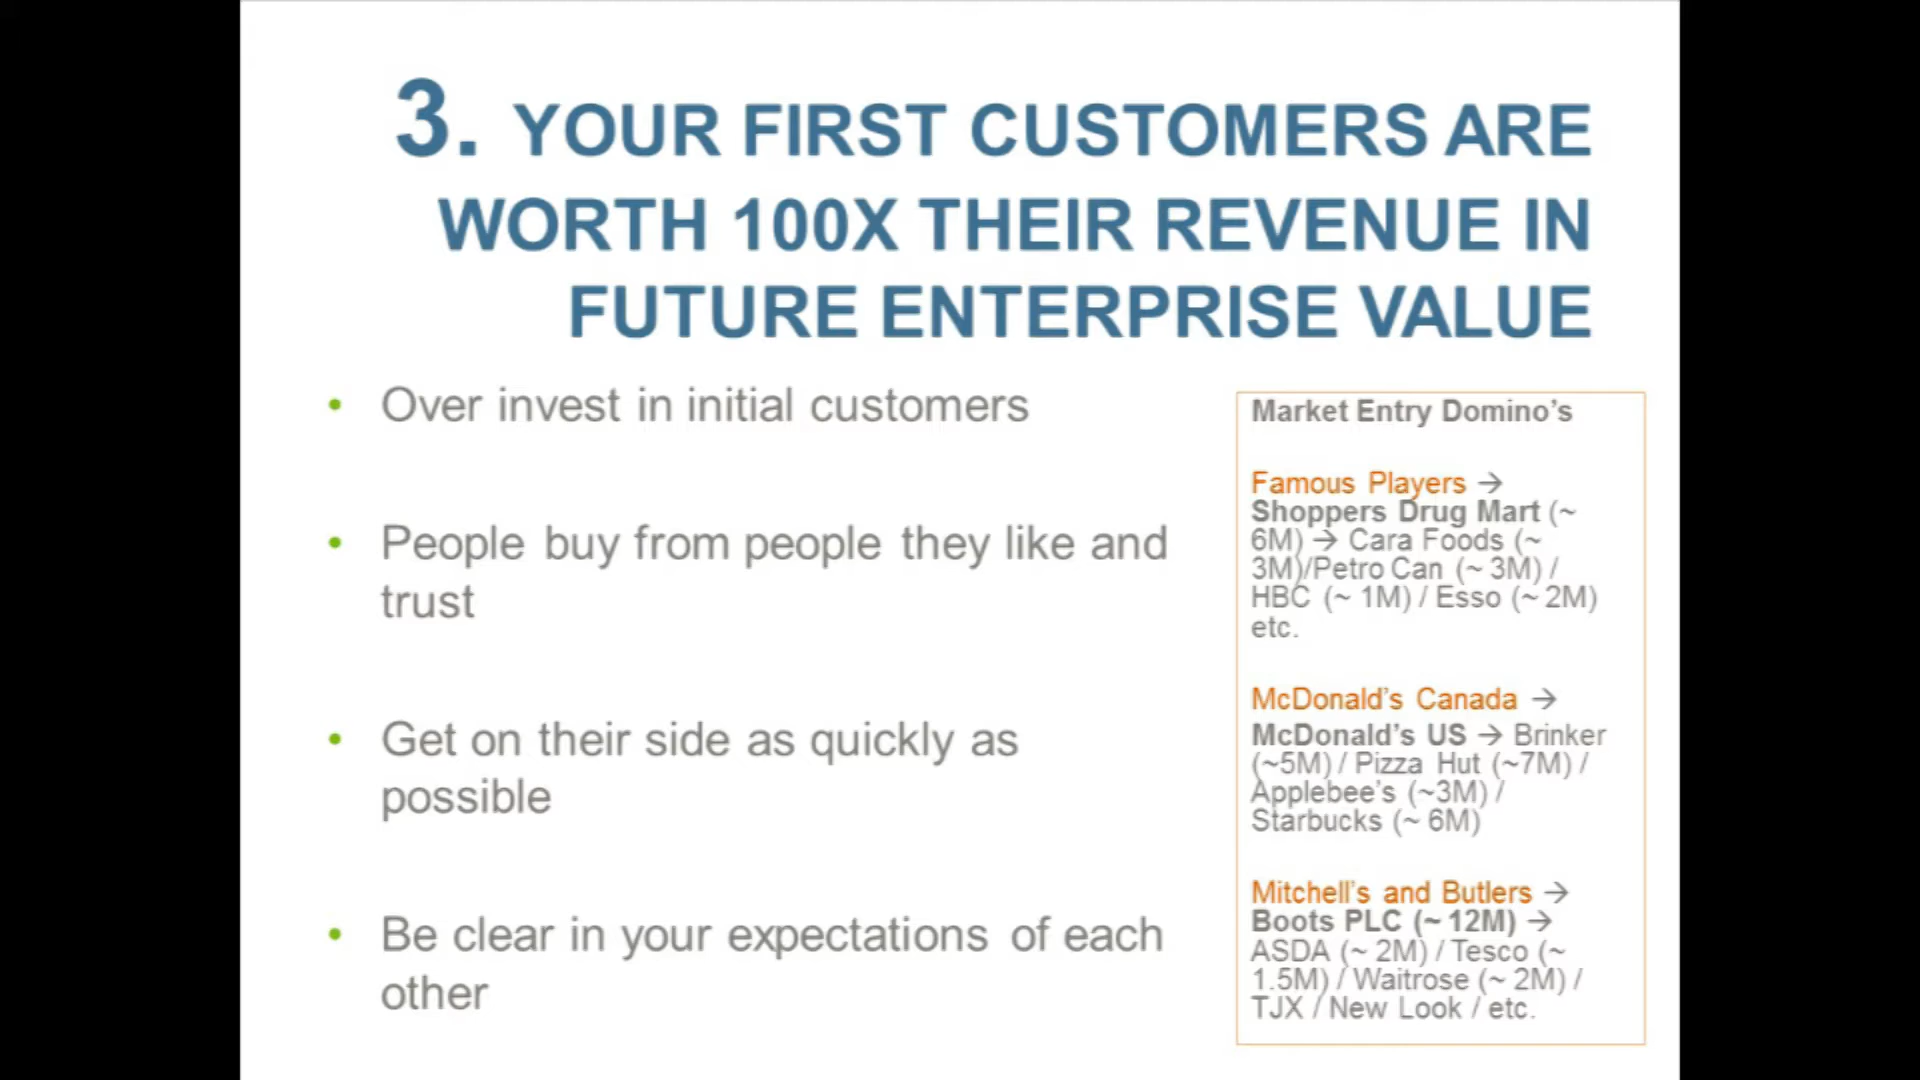 3. YOUR FIRST CUSTOMERS ARE
WORTH 100X THEIR REVENUE IN
FUTURE ENTERPRISE VALUE
• Over invest in initial customers
• People buy from people they like and
trust
• Get on their side as quickly as
possible
• Be clear in your expectations of each
other
Market Entry Domino's
Famous Players →
Shoppers Drug Mart (~
6M) → Cara Foods (~
3M)/Petro Can (~ 3M) /
HBC (~ 1M) / Esso (~ 2M)
etc.
McDonald's Canada →
McDonald's US → Brinker
(~5M) / Pizza Hut (~7M) /
Applebee's (~3M) /
Starbucks (~ 6M)
Mitchell's and Butlers →
Boots PLC (~ 12M) →
ASDA (~ 2M) / Tesco (~
1.5M) / Waitrose (~ 2M) /
TJX / New Look / etc.